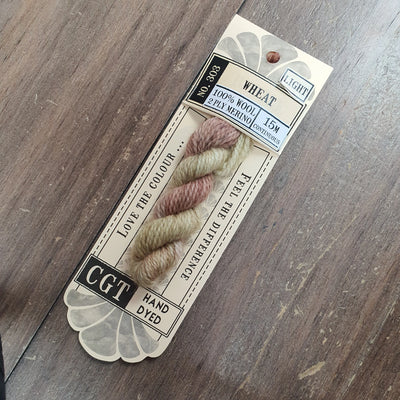 LIGHT
No. 303
WHEAT
100% WOOL
2 PLY MERINO
15M
CONTINUOUS
LOVE THE COLOUR ...
FEEL THE DIFFERENCE
CGT
HAND
DYED